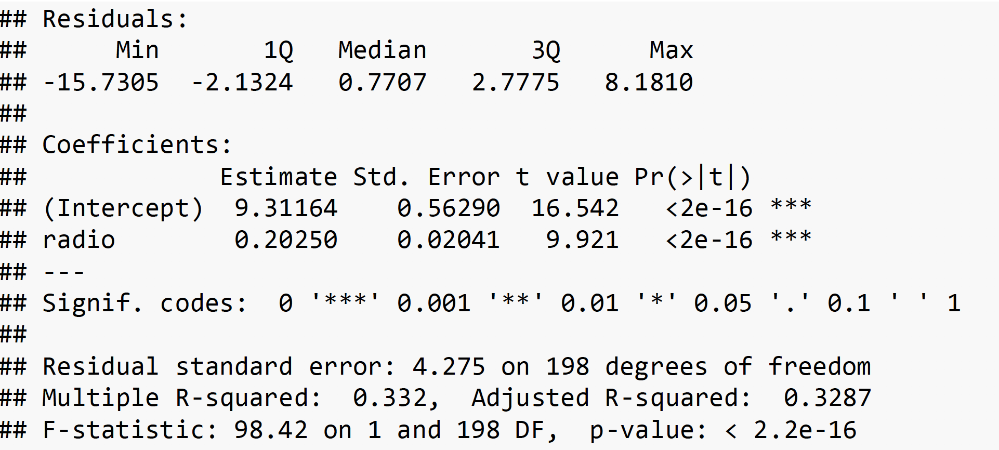 ## Residuals:
##      Min       1Q   Median       3Q      Max
## -15.7305  -2.1324   0.7707   2.7775   8.1810
##
## Coefficients:
##             Estimate Std. Error t value Pr(>|t|)
## (Intercept)  9.31164    0.56290  16.542   <2e-16 ***
## radio        0.20250    0.02041   9.921   <2e-16 ***
## ---
## Signif. codes:  0 '***' 0.001 '**' 0.01 '*' 0.05 '.' 0.1 ' ' 1
##
## Residual standard error: 4.275 on 198 degrees of freedom
## Multiple R-squared:  0.332,  Adjusted R-squared:  0.3287
## F-statistic: 98.42 on 1 and 198 DF,  p-value: < 2.2e-16